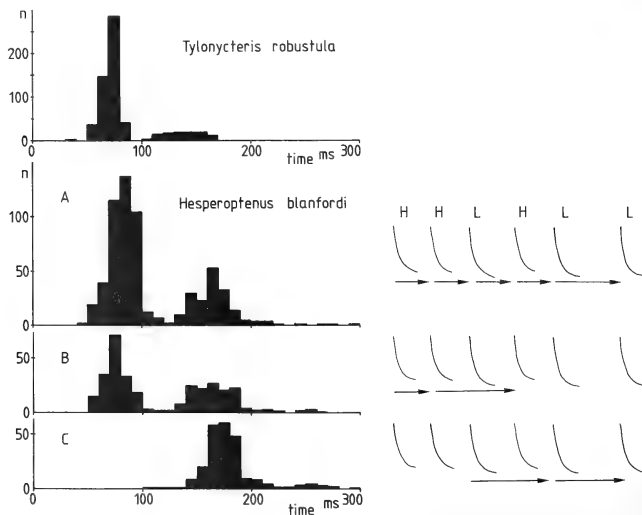 n
Tylonycteris robustula
200
100
0
0 100 200 time ms 300
n
A
Hesperoptenus blanfordi
100
50
0
B
50
0
C
50
0
0 100 200 time ms 300
H H L H L L